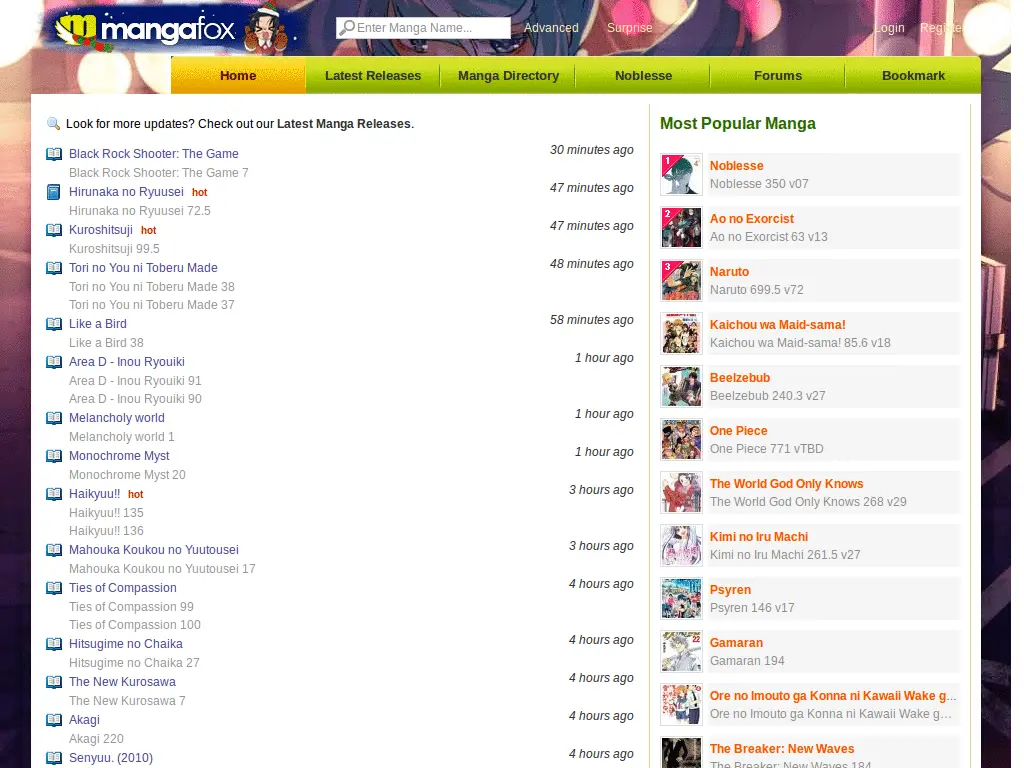 mangafox
Enter Manga Name...
Advanced
Surprise
Login
Register
Home
Latest Releases
Manga Directory
Noblesse
Forums
Bookmark
Look for more updates? Check out our Latest Manga Releases.
Black Rock Shooter: The Game
30 minutes ago
Black Rock Shooter: The Game 7
Hirunaka no Ryuusei hot
47 minutes ago
Hirunaka no Ryuusei 72.5
Kuroshitsuji hot
47 minutes ago
Kuroshitsuji 99.5
Tori no You ni Toberu Made
48 minutes ago
Tori no You ni Toberu Made 38
Tori no You ni Toberu Made 37
Like a Bird
58 minutes ago
Like a Bird 38
Area D - Inou Ryouiki
1 hour ago
Area D - Inou Ryouiki 91
Area D - Inou Ryouiki 90
Melancholy world
1 hour ago
Melancholy world 1
Monochrome Myst
1 hour ago
Monochrome Myst 20
Haikyuu!! hot
3 hours ago
Haikyuu!! 135
Haikyuu!! 136
Mahouka Koukou no Yuutousei
3 hours ago
Mahouka Koukou no Yuutousei 17
Ties of Compassion
4 hours ago
Ties of Compassion 99
Ties of Compassion 100
Hitsugime no Chaika
4 hours ago
Hitsugime no Chaika 27
The New Kurosawa
4 hours ago
The New Kurosawa 7
Akagi
4 hours ago
Akagi 220
Senyuu. (2010)
4 hours ago
Most Popular Manga
1
Noblesse
Noblesse 350 v07
2
Ao no Exorcist
Ao no Exorcist 63 v13
3
Naruto
Naruto 699.5 v72
Kaichou wa Maid-sama!
Kaichou wa Maid-sama! 85.6 v18
Beelzebub
Beelzebub 240.3 v27
One Piece
One Piece 771 vTBD
The World God Only Knows
The World God Only Knows 268 v29
Kimi no Iru Machi
Kimi no Iru Machi 261.5 v27
Psyren
Psyren 146 v17
Gamaran
Gamaran 194
22
Ore no Imouto ga Konna ni Kawaii Wake g...
Ore no Imouto ga Konna ni Kawaii Wake g...
The Breaker: New Waves
The Breaker: New Waves 184